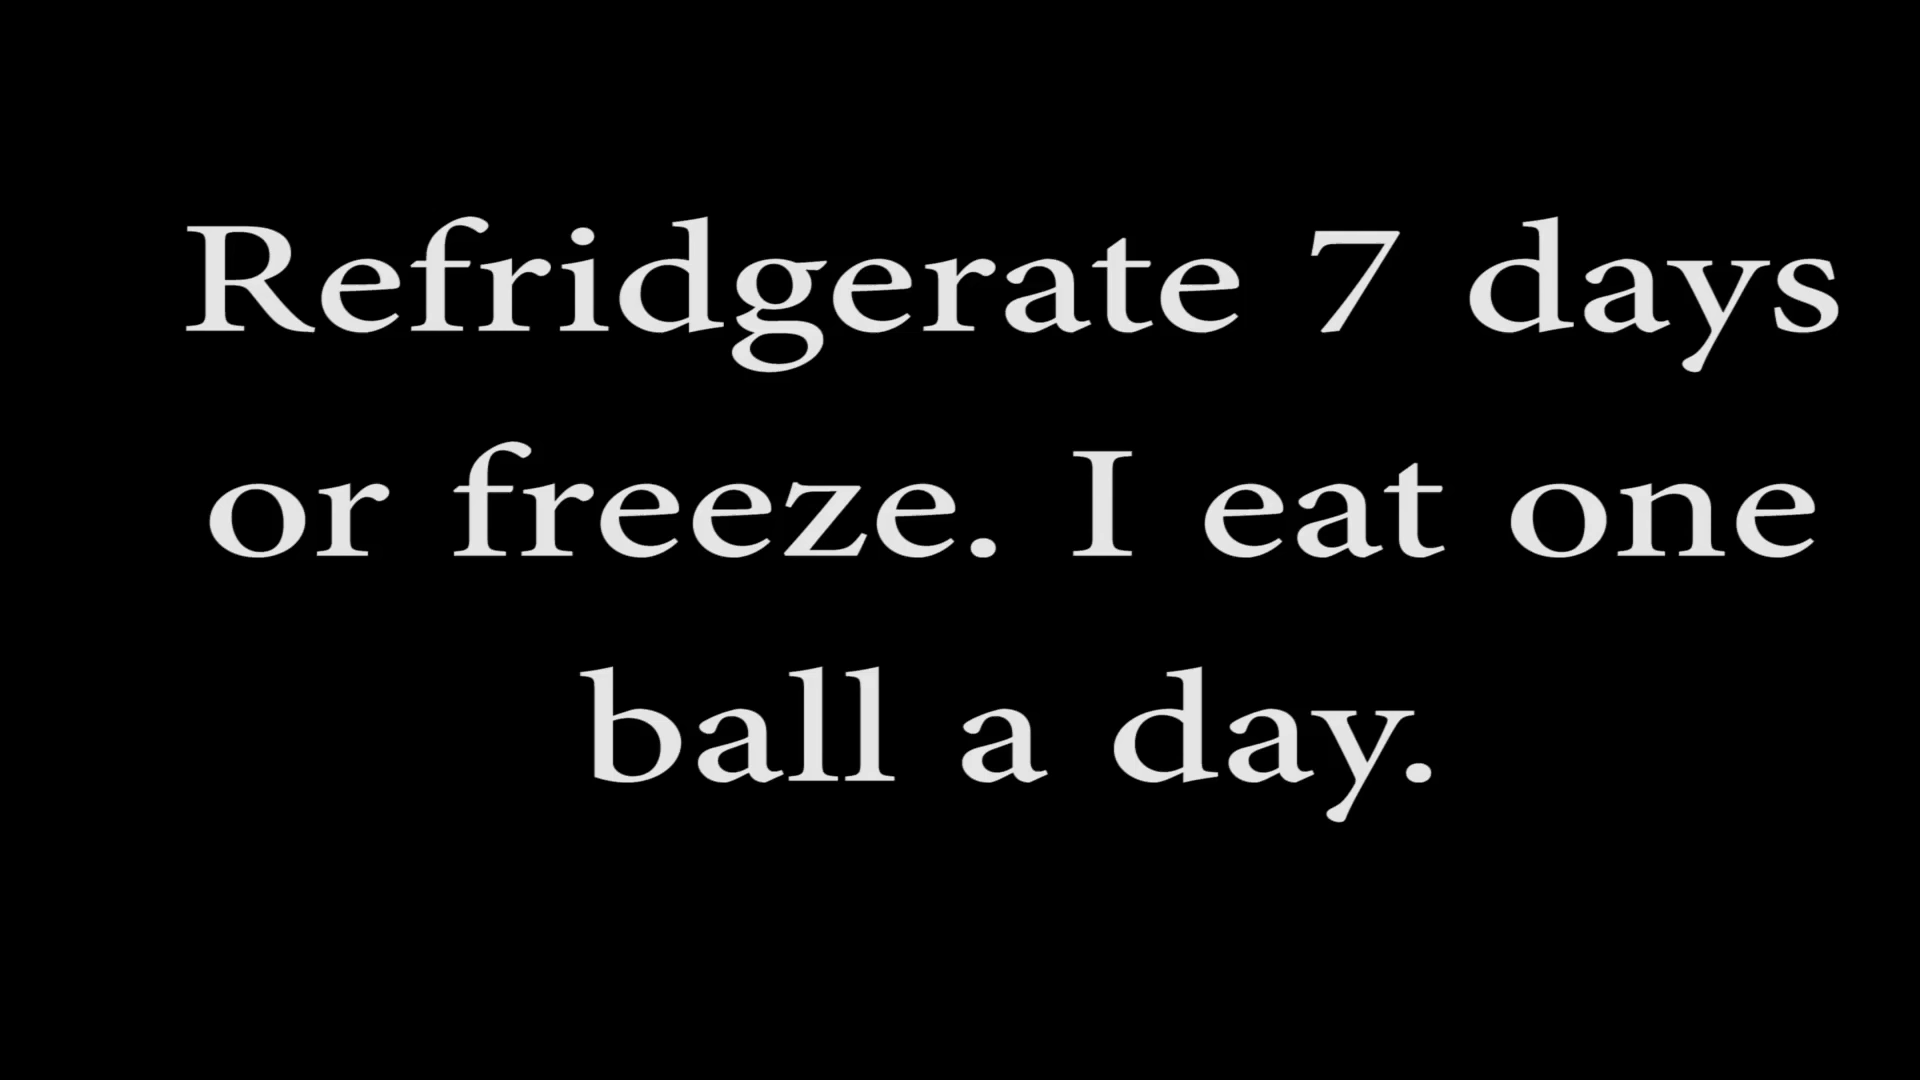 Refridgerate 7 days
or freeze. I eat one
ball a day.